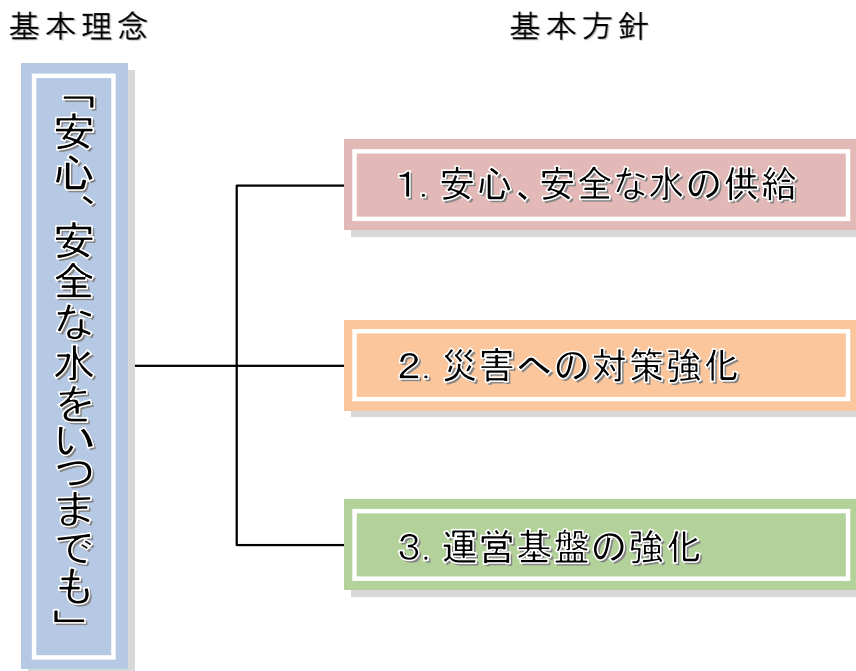 基本理念
基本方針
「安心、安全な水をいつまでも」
1. 安心、安全な水の供給
2. 災害への対策強化
3. 運営基盤の強化